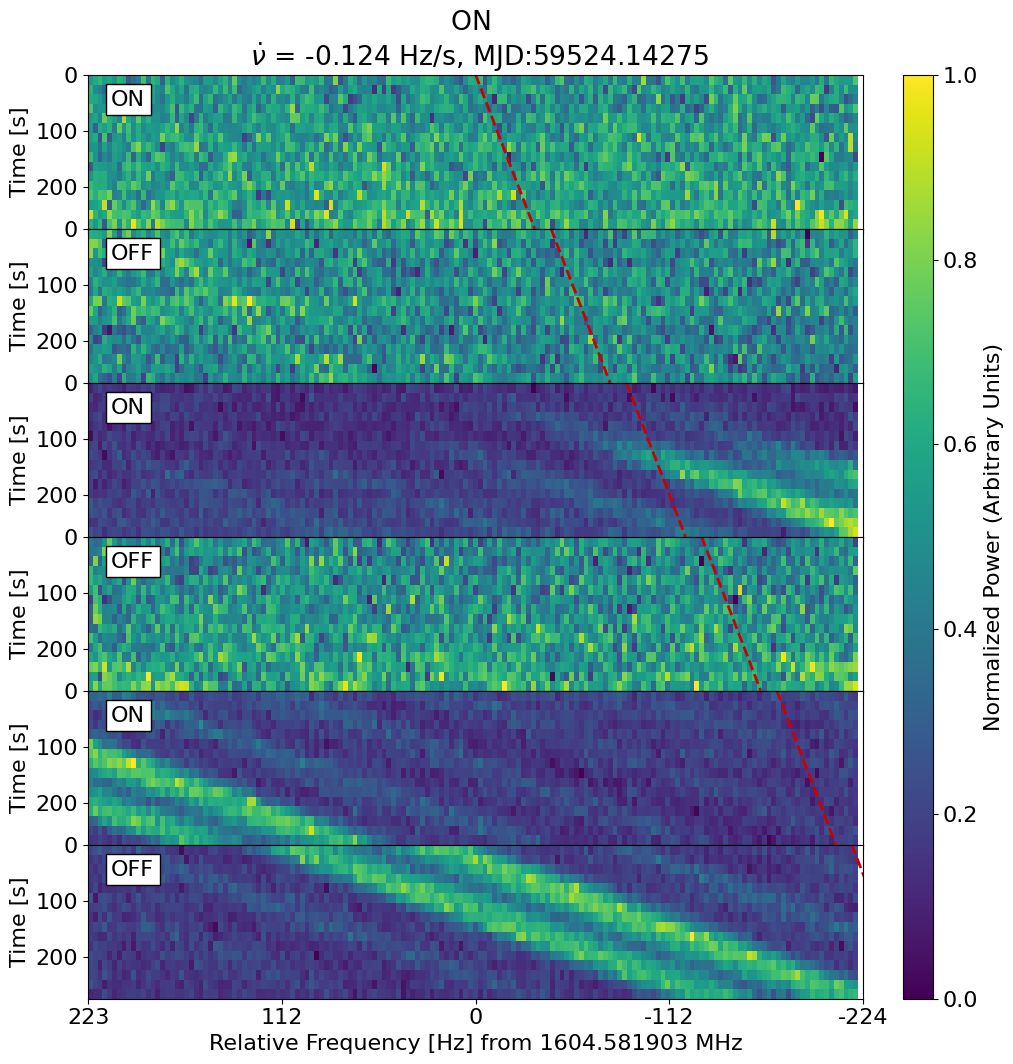 ON
ν̇ = -0.124 Hz/s, MJD:59524.14275
0
ON
100
Time [s]
200
0
OFF
100
Time [s]
200
0
ON
100
Time [s]
200
0
OFF
100
Time [s]
200
0
ON
100
Time [s]
200
0
OFF
100
Time [s]
200
223 112 0 -112 -224
Relative Frequency [Hz] from 1604.581903 MHz
1.0
0.8
0.6
0.4
0.2
0.0
Normalized Power (Arbitrary Units)